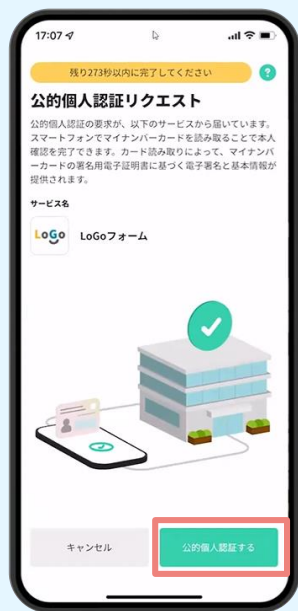 17:07
残り273秒以内に完了してください
?
公的個人認証リクエスト
公的個人認証の要求が、以下のサービスから届いています。
スマートフォンでマイナンバーカードを読み取ることで本人
確認を完了できます。カード読み取りによって、マイナンバ
ーカードの署名用電子証明書に基づく電子署名と基本情報が
提供されます。
サービス名
LoGo
LoGoフォーム
キャンセル
公的個人認証する